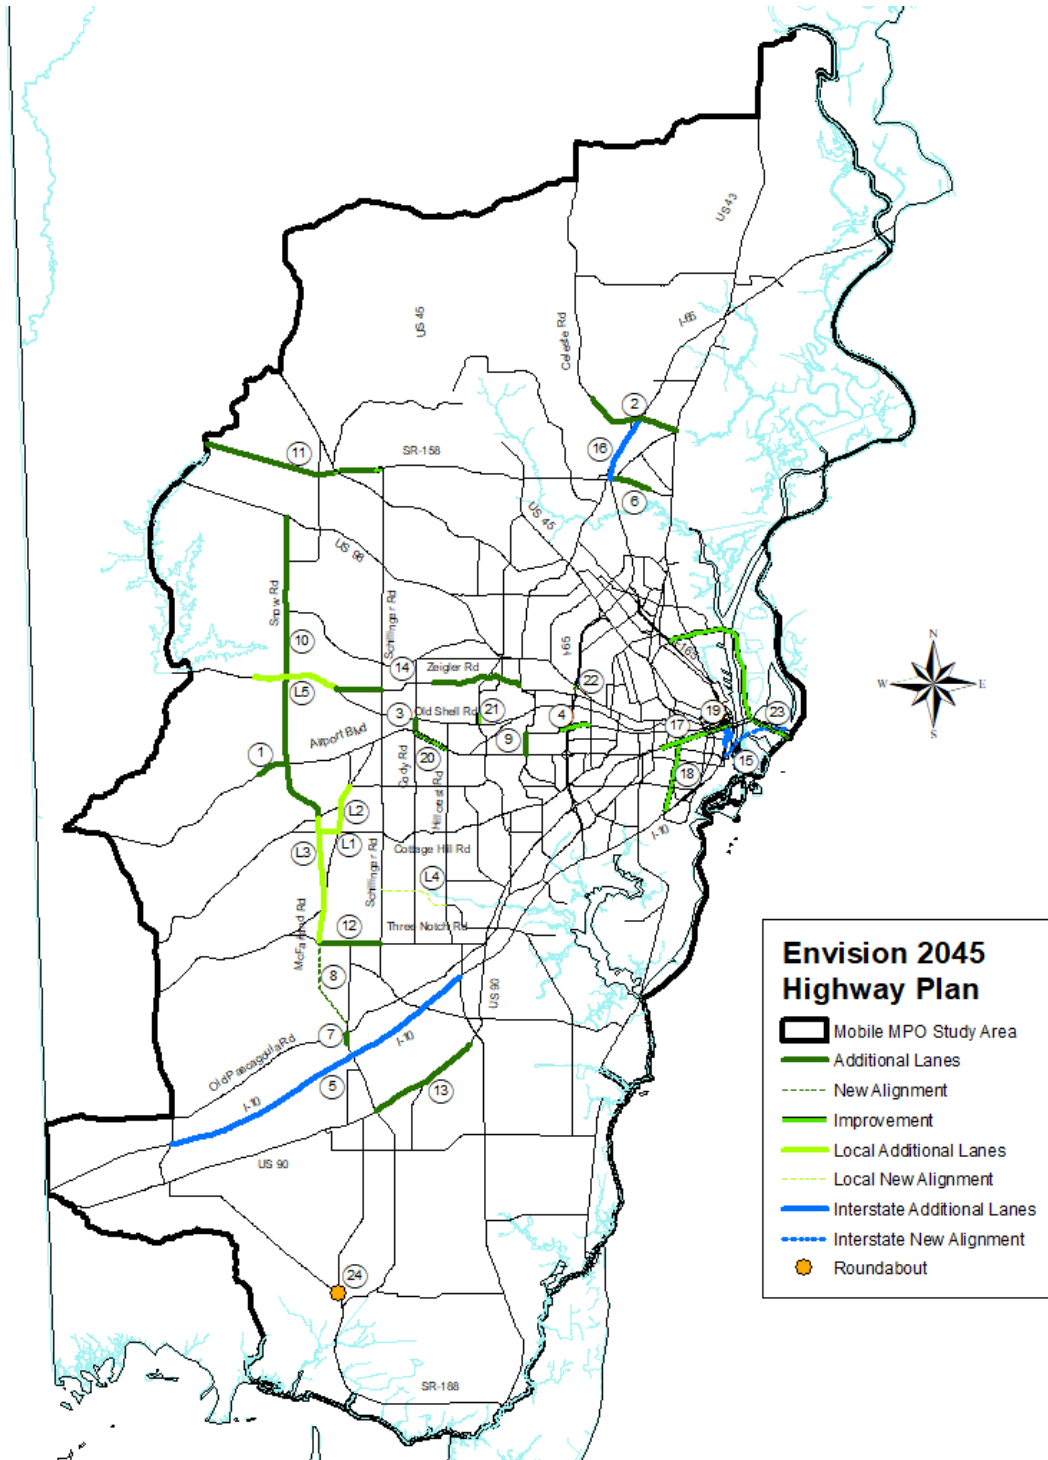 US 43
US 45
I-65
Celeste Rd
2
16
11
SR-158
6
US 45
US 98
Snow Rd
Schillinger Rd
10
I-65
I-165
14
Zeigler Rd
L5
22
3
Old Shell Rd
21
4
17
19
23
Airport Blvd
1
20
9
15
Cody Rd
Hillcrest Rd
18
L2
I-10
L3
L1
Cottage Hill Rd
Schillinger Rd
L4
McFarland Rd
12
Three Notch Rd
8
US 90
7
I-10
Old Pascagoula Rd
5
13
I-10
US 90
24
SR-188
N
W
E
S
Envision 2045
Highway Plan
Mobile MPO Study Area
Additional Lanes
New Alignment
Improvement
Local Additional Lanes
Local New Alignment
Interstate Additional Lanes
Interstate New Alignment
Roundabout